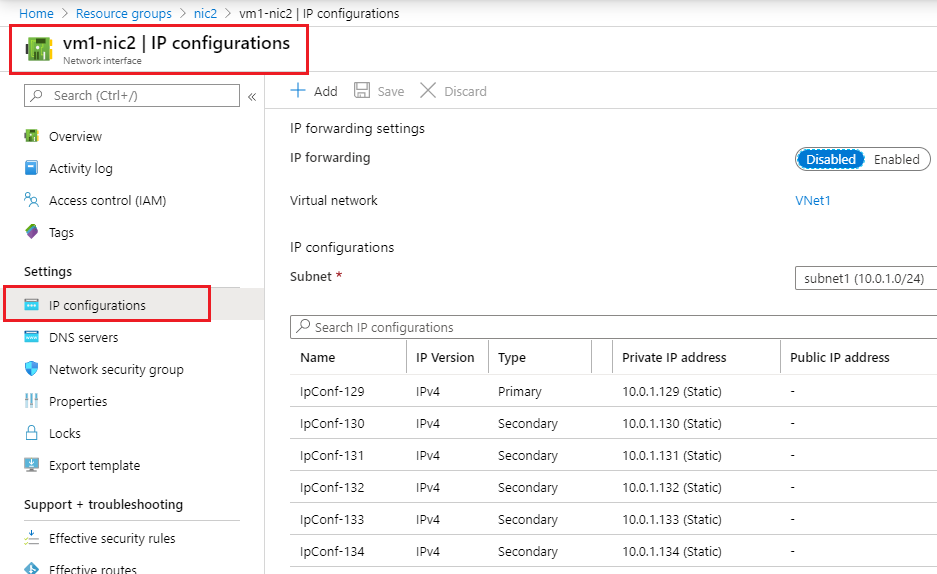 Home > Resource groups > nic2 > vm1-nic2 | IP configurations
vm1-nic2 | IP configurations
Network interface
Search (Ctrl+/)
«
Overview
Activity log
Access control (IAM)
Tags
Settings
IP configurations
DNS servers
Network security group
Properties
Locks
Export template
Support + troubleshooting
Effective security rules
Effective routes
Add Save Discard
IP forwarding settings
IP forwarding Disabled Enabled
Virtual network VNet1
IP configurations
Subnet * subnet1 (10.0.1.0/24)
Search IP configurations
Name IP Version Type Private IP address Public IP address
IpConf-129 IPv4 Primary 10.0.1.129 (Static) -
IpConf-130 IPv4 Secondary 10.0.1.130 (Static) -
IpConf-131 IPv4 Secondary 10.0.1.131 (Static) -
IpConf-132 IPv4 Secondary 10.0.1.132 (Static) -
IpConf-133 IPv4 Secondary 10.0.1.133 (Static) -
IpConf-134 IPv4 Secondary 10.0.1.134 (Static) -